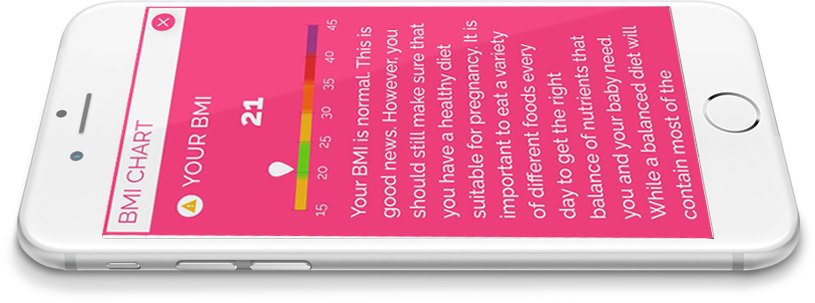 BMI CHART
YOUR BMI
21
15 20 25 30 35 40 45
Your BMI is normal. This is
good news. However, you
should still make sure that
you have a healthy diet
suitable for pregnancy. It is
important to eat a variety
of different foods every
day to get the right
balance of nutrients that
you and your baby need.
While a balanced diet will
contain most of the